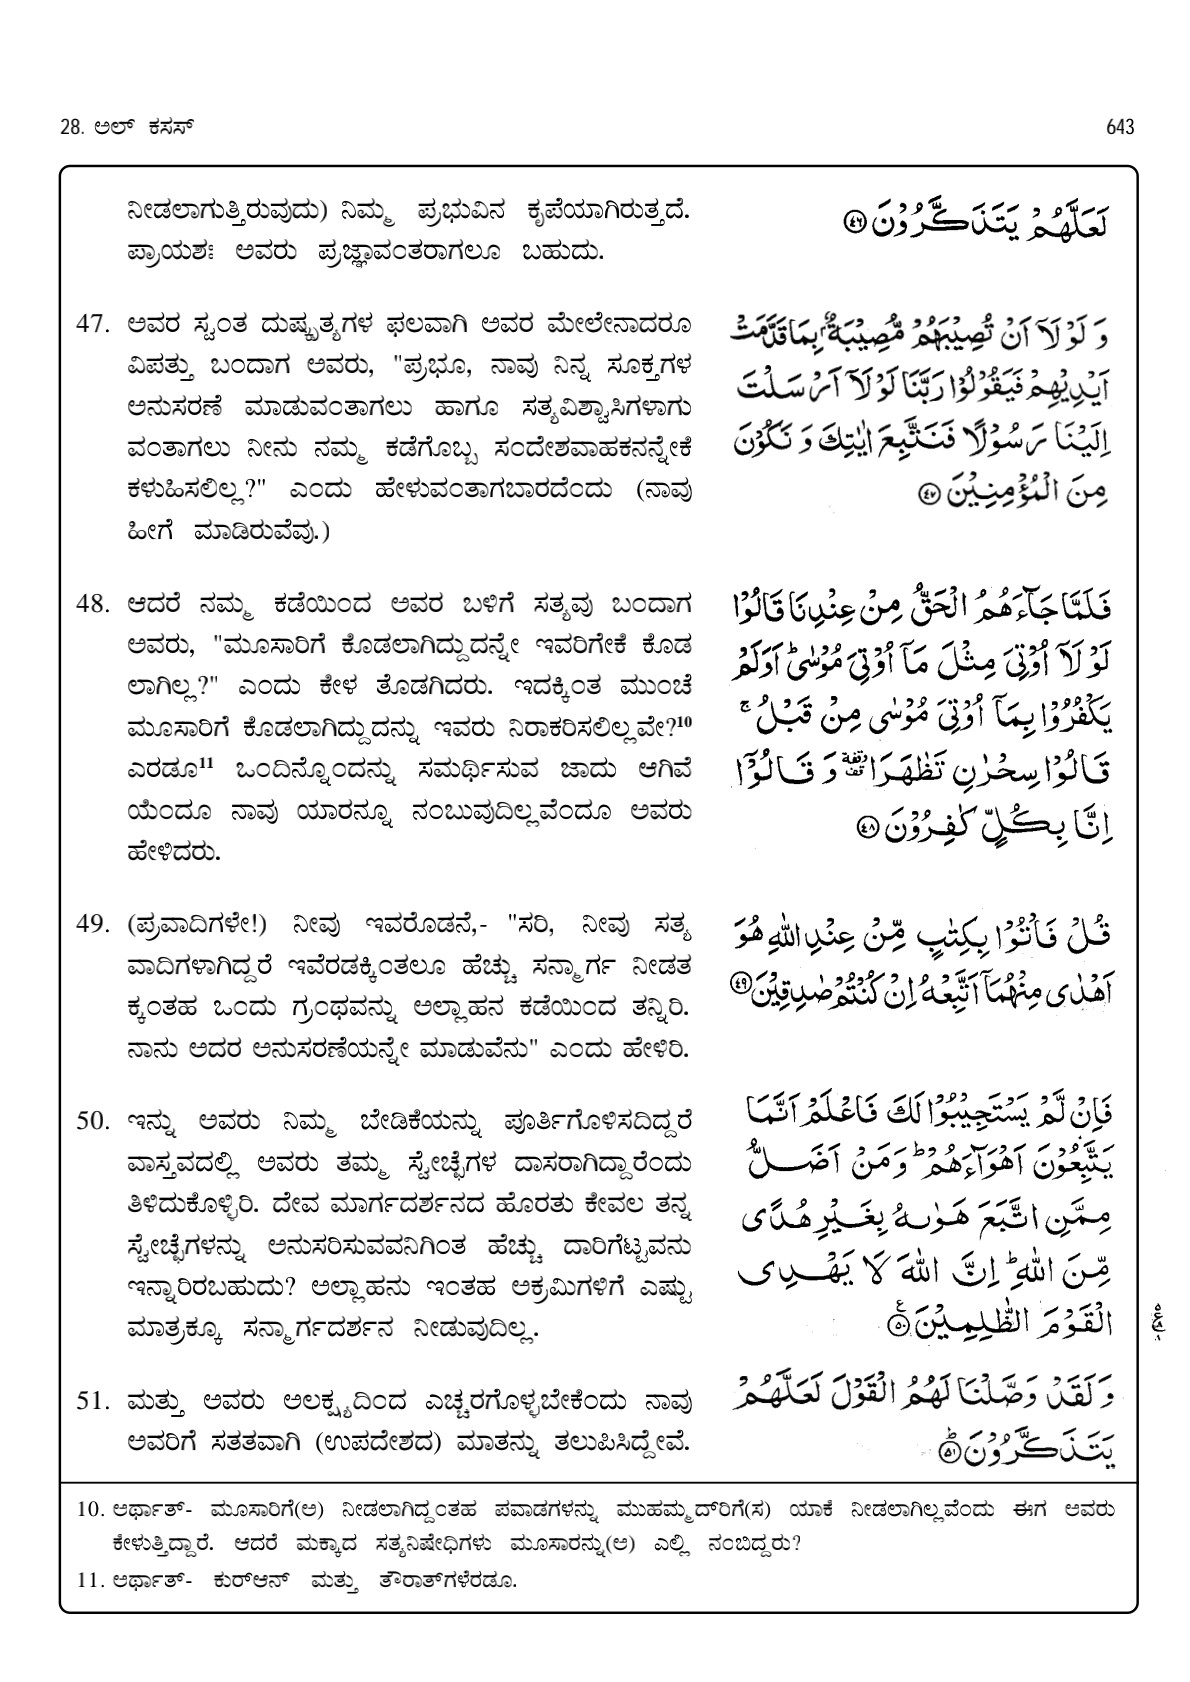 28. ಅಲ್ ಕಸಸ್
643
ನೀಡಲಾಗುತ್ತಿರುವುದು) ನಿಮ್ಮ ಪ್ರಭುವಿನ ಕೃಪೆಯಾಗಿರುತ್ತದೆ.
ಪ್ರಾಯಶಃ ಅವರು ಪ್ರಜ್ಞಾವಂತರಾಗಲೂ ಬಹುದು.
لَعَلَّهُمْ يَتَذَكَّرُوْنَ ﴿٤٦﴾
47. ಅವರ ಸ್ವಂತ ದುಷ್ಕೃತ್ಯಗಳ ಫಲವಾಗಿ ಅವರ ಮೇಲೇನಾದರೂ
ವಿಪತ್ತು ಬಂದಾಗ ಅವರು, "ಪ್ರಭೂ, ನಾವು ನಿನ್ನ ಸೂಕ್ತಗಳ
ಅನುಸರಣೆ ಮಾಡುವಂತಾಗಲು ಹಾಗೂ ಸತ್ಯವಿಶ್ವಾಸಿಗಳಾಗು
ವಂತಾಗಲು ನೀನು ನಮ್ಮ ಕಡೆಗೊಬ್ಬ ಸಂದೇಶವಾಹಕನನ್ನೇಕೆ
ಕಳುಹಿಸಲಿಲ್ಲ?" ಎಂದು ಹೇಳುವಂತಾಗಬಾರದೆಂದು (ನಾವು
ಹೀಗೆ ಮಾಡಿರುವೆವು.)
وَ لَوْ لَاۤ اَنْ تُصِيْبَهُمْ مُّصِيْبَةٌۢ بِمَا قَدَّمَتْ
اَيْدِيْهِمْ فَيَقُوْلُوْا رَبَّنَا لَوْ لَاۤ اَرْسَلْتَ
اِلَيْنَا رَسُوْلًا فَنَتَّبِعَ اٰيٰتِكَ وَ نَكُوْنَ
مِنَ الْمُؤْمِنِيْنَ ﴿٤٧﴾
48. ಆದರೆ ನಮ್ಮ ಕಡೆಯಿಂದ ಅವರ ಬಳಿಗೆ ಸತ್ಯವು ಬಂದಾಗ
ಅವರು, "ಮೂಸಾರಿಗೆ ಕೊಡಲಾಗಿದ್ದುದನ್ನೇ ಇವರಿಗೇಕೆ ಕೊಡ
ಲಾಗಿಲ್ಲ?" ಎಂದು ಕೇಳ ತೊಡಗಿದರು. ಇದಕ್ಕಿಂತ ಮುಂಚೆ
ಮೂಸಾರಿಗೆ ಕೊಡಲಾಗಿದ್ದುದನ್ನು ಇವರು ನಿರಾಕರಿಸಲಿಲ್ಲವೇ?¹⁰
ಎರಡೂ¹¹ ಒಂದಿನ್ನೊಂದನ್ನು ಸಮರ್ಥಿಸುವ ಜಾದು ಆಗಿವೆ
ಯೆಂದೂ ನಾವು ಯಾರನ್ನೂ ನಂಬುವುದಿಲ್ಲವೆಂದೂ ಅವರು
ಹೇಳಿದರು.
فَلَمَّا جَآءَهُمُ الْحَقُّ مِنْ عِنْدِنَا قَالُوْا
لَوْ لَاۤ اُوْتِيَ مِثْلَ مَاۤ اُوْتِيَ مُوْسٰى ؕ اَوَلَمْ
يَكْفُرُوْا بِمَاۤ اُوْتِيَ مُوْسٰى مِنْ قَبْلُ ۚ
قَالُوْا سِحْرٰنِ تَظٰهَرَا ۥقف وَ قَالُوْۤا
اِنَّا بِكُلٍّ كٰفِرُوْنَ ﴿٤٨﴾
49. (ಪ್ರವಾದಿಗಳೇ!) ನೀವು ಇವರೊಡನೆ,- "ಸರಿ, ನೀವು ಸತ್ಯ
ವಾದಿಗಳಾಗಿದ್ದರೆ ಇವೆರಡಕ್ಕಿಂತಲೂ ಹೆಚ್ಚು ಸನ್ಮಾರ್ಗ ನೀಡತ
ಕ್ಕಂತಹ ಒಂದು ಗ್ರಂಥವನ್ನು ಅಲ್ಲಾಹನ ಕಡೆಯಿಂದ ತನ್ನಿರಿ.
ನಾನು ಅದರ ಅನುಸರಣೆಯನ್ನೇ ಮಾಡುವೆನು" ಎಂದು ಹೇಳಿರಿ.
قُلْ فَاْتُوْا بِكِتٰبٍ مِّنْ عِنْدِ اللّٰهِ هُوَ
اَهْدٰى مِنْهُمَاۤ اَتَّبِعْهُ اِنْ كُنْتُمْ صٰدِقِيْنَ ﴿٤٩﴾
50. ಇನ್ನು ಅವರು ನಿಮ್ಮ ಬೇಡಿಕೆಯನ್ನು ಪೂರ್ತಿಗೊಳಿಸದಿದ್ದರೆ
ವಾಸ್ತವದಲ್ಲಿ ಅವರು ತಮ್ಮ ಸ್ವೇಚ್ಛೆಗಳ ದಾಸರಾಗಿದ್ದಾರೆಂದು
ತಿಳಿದುಕೊಳ್ಳಿರಿ. ದೇವ ಮಾರ್ಗದರ್ಶನದ ಹೊರತು ಕೇವಲ ತನ್ನ
ಸ್ವೇಚ್ಛೆಗಳನ್ನು ಅನುಸರಿಸುವವನಿಗಿಂತ ಹೆಚ್ಚು ದಾರಿಗೆಟ್ಟವನು
ಇನ್ನಾರಿರಬಹುದು? ಅಲ್ಲಾಹನು ಇಂತಹ ಅಕ್ರಮಿಗಳಿಗೆ ಎಷ್ಟು
ಮಾತ್ರಕ್ಕೂ ಸನ್ಮಾರ್ಗದರ್ಶನ ನೀಡುವುದಿಲ್ಲ.
فَاِنْ لَّمْ يَسْتَجِيْبُوْا لَكَ فَاعْلَمْ اَنَّمَا
يَتَّبِعُوْنَ اَهْوَآءَهُمْ ؕ وَمَنْ اَضَلُّ
مِمَّنِ اتَّبَعَ هَوٰىهُ بِغَيْرِ هُدًى
مِّنَ اللّٰهِ ؕ اِنَّ اللّٰهَ لَا يَهْدِى
الْقَوْمَ الظّٰلِمِيْنَ ﴿٥٠﴾
51. ಮತ್ತು ಅವರು ಅಲಕ್ಷ್ಯದಿಂದ ಎಚ್ಚರಗೊಳ್ಳಬೇಕೆಂದು ನಾವು
ಅವರಿಗೆ ಸತತವಾಗಿ (ಉಪದೇಶದ) ಮಾತನ್ನು ತಲುಪಿಸಿದ್ದೇವೆ.
وَ لَقَدْ وَصَّلْنَا لَهُمُ الْقَوْلَ لَعَلَّهُمْ
يَتَذَكَّرُوْنَ ؕ ﴿٥١﴾
10. ಅರ್ಥಾತ್- ಮೂಸಾರಿಗೆ(ಅ) ನೀಡಲಾಗಿದ್ದಂತಹ ಪವಾಡಗಳನ್ನು ಮುಹಮ್ಮದ್‌ರಿಗೆ(ಸ) ಯಾಕೆ ನೀಡಲಾಗಿಲ್ಲವೆಂದು ಈಗ ಅವರು
ಕೇಳುತ್ತಿದ್ದಾರೆ. ಆದರೆ ಮಕ್ಕಾದ ಸತ್ಯನಿಷೇಧಿಗಳು ಮೂಸಾರನ್ನು(ಅ) ಎಲ್ಲಿ ನಂಬಿದ್ದರು?
11. ಅರ್ಥಾತ್- ಕುರ್‌ಆನ್ ಮತ್ತು ತೌರಾತ್‌ಗಳೆರಡೂ.